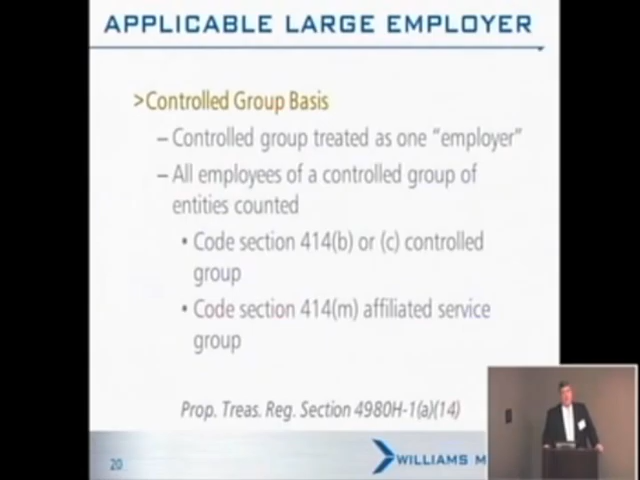 APPLICABLE LARGE EMPLOYER
>Controlled Group Basis
– Controlled group treated as one “employer”
– All employees of a controlled group of
entities counted
• Code section 414(b) or (c) controlled
group
• Code section 414(m) affiliated service
group
Prop. Treas. Reg. Section 4980H-1(a)(14)
20
WILLIAMS M